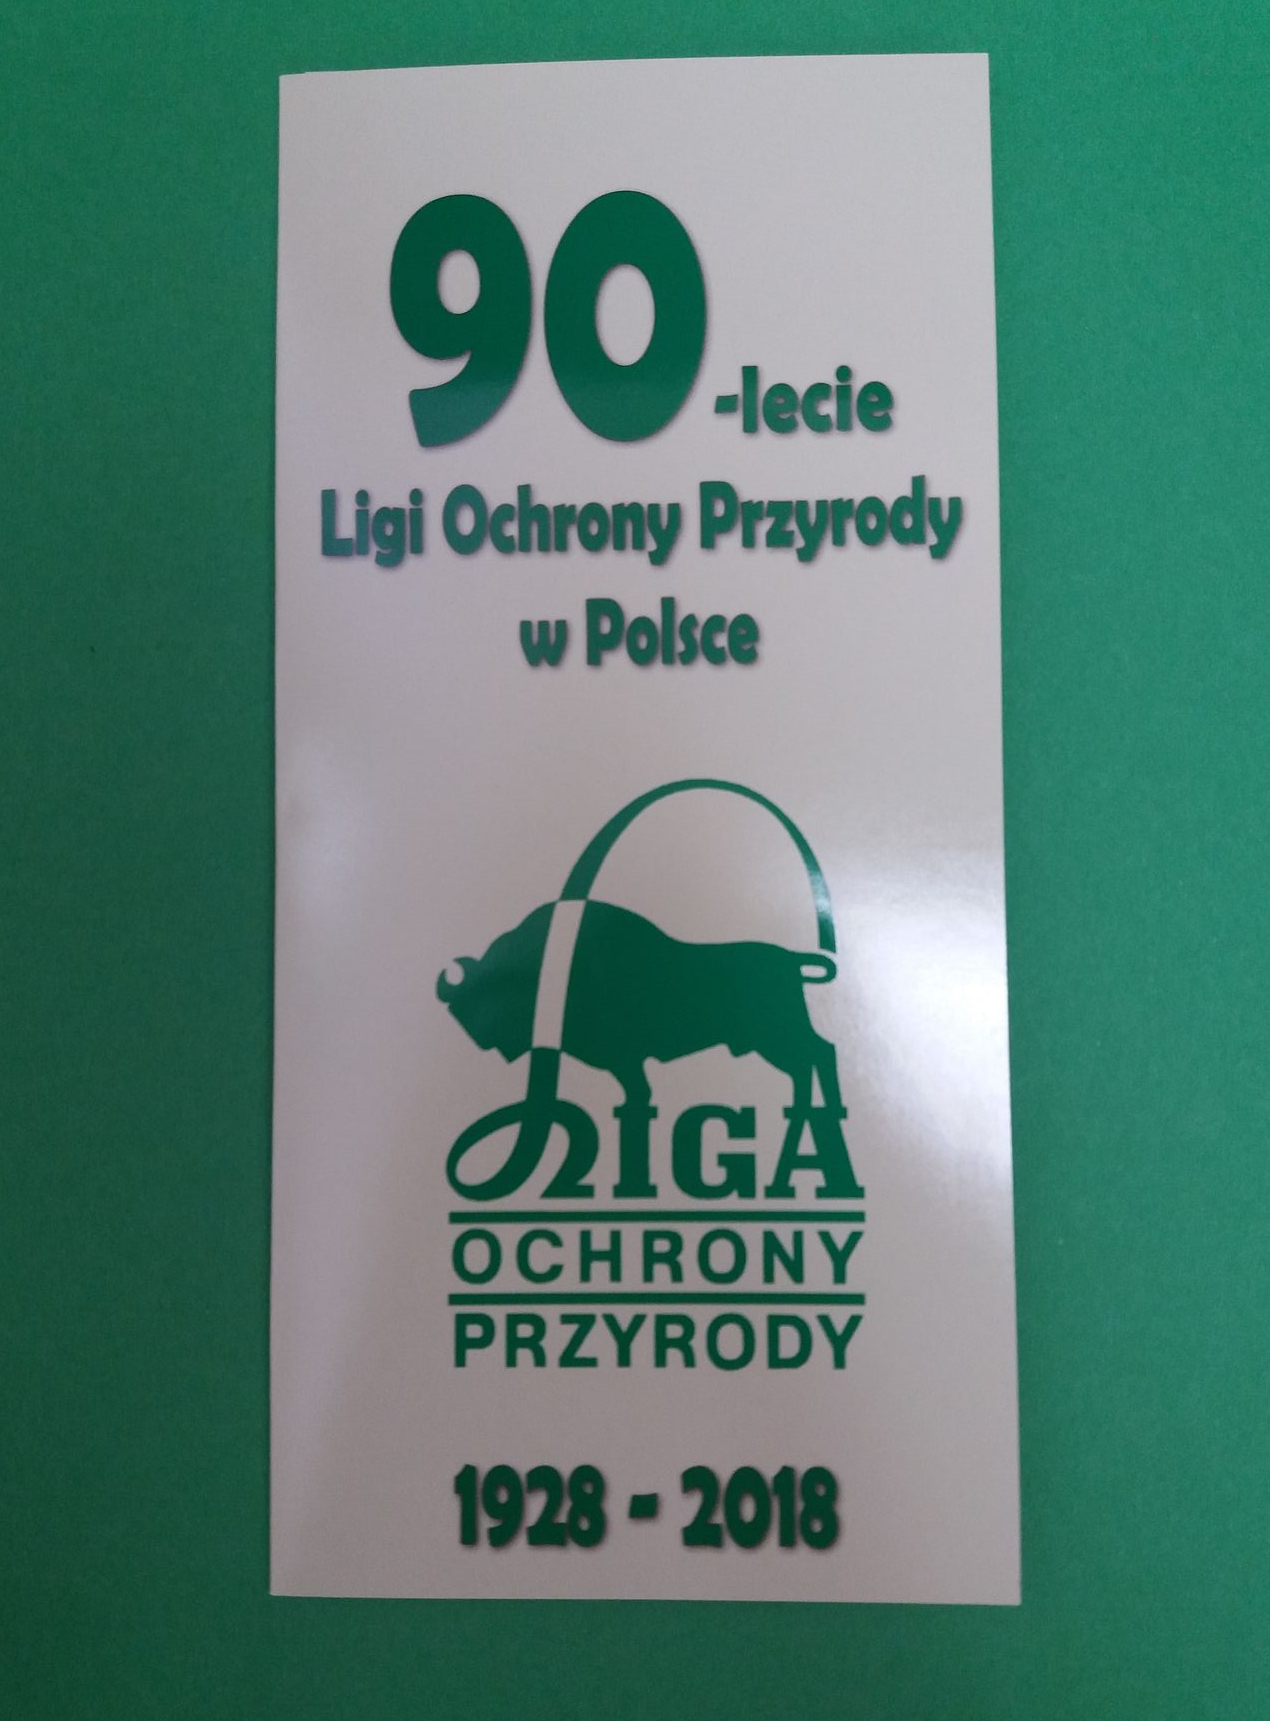 90-lecie
Ligi Ochrony Przyrody
w Polsce
LIGA
OCHRONY
PRZYRODY
1928 - 2018